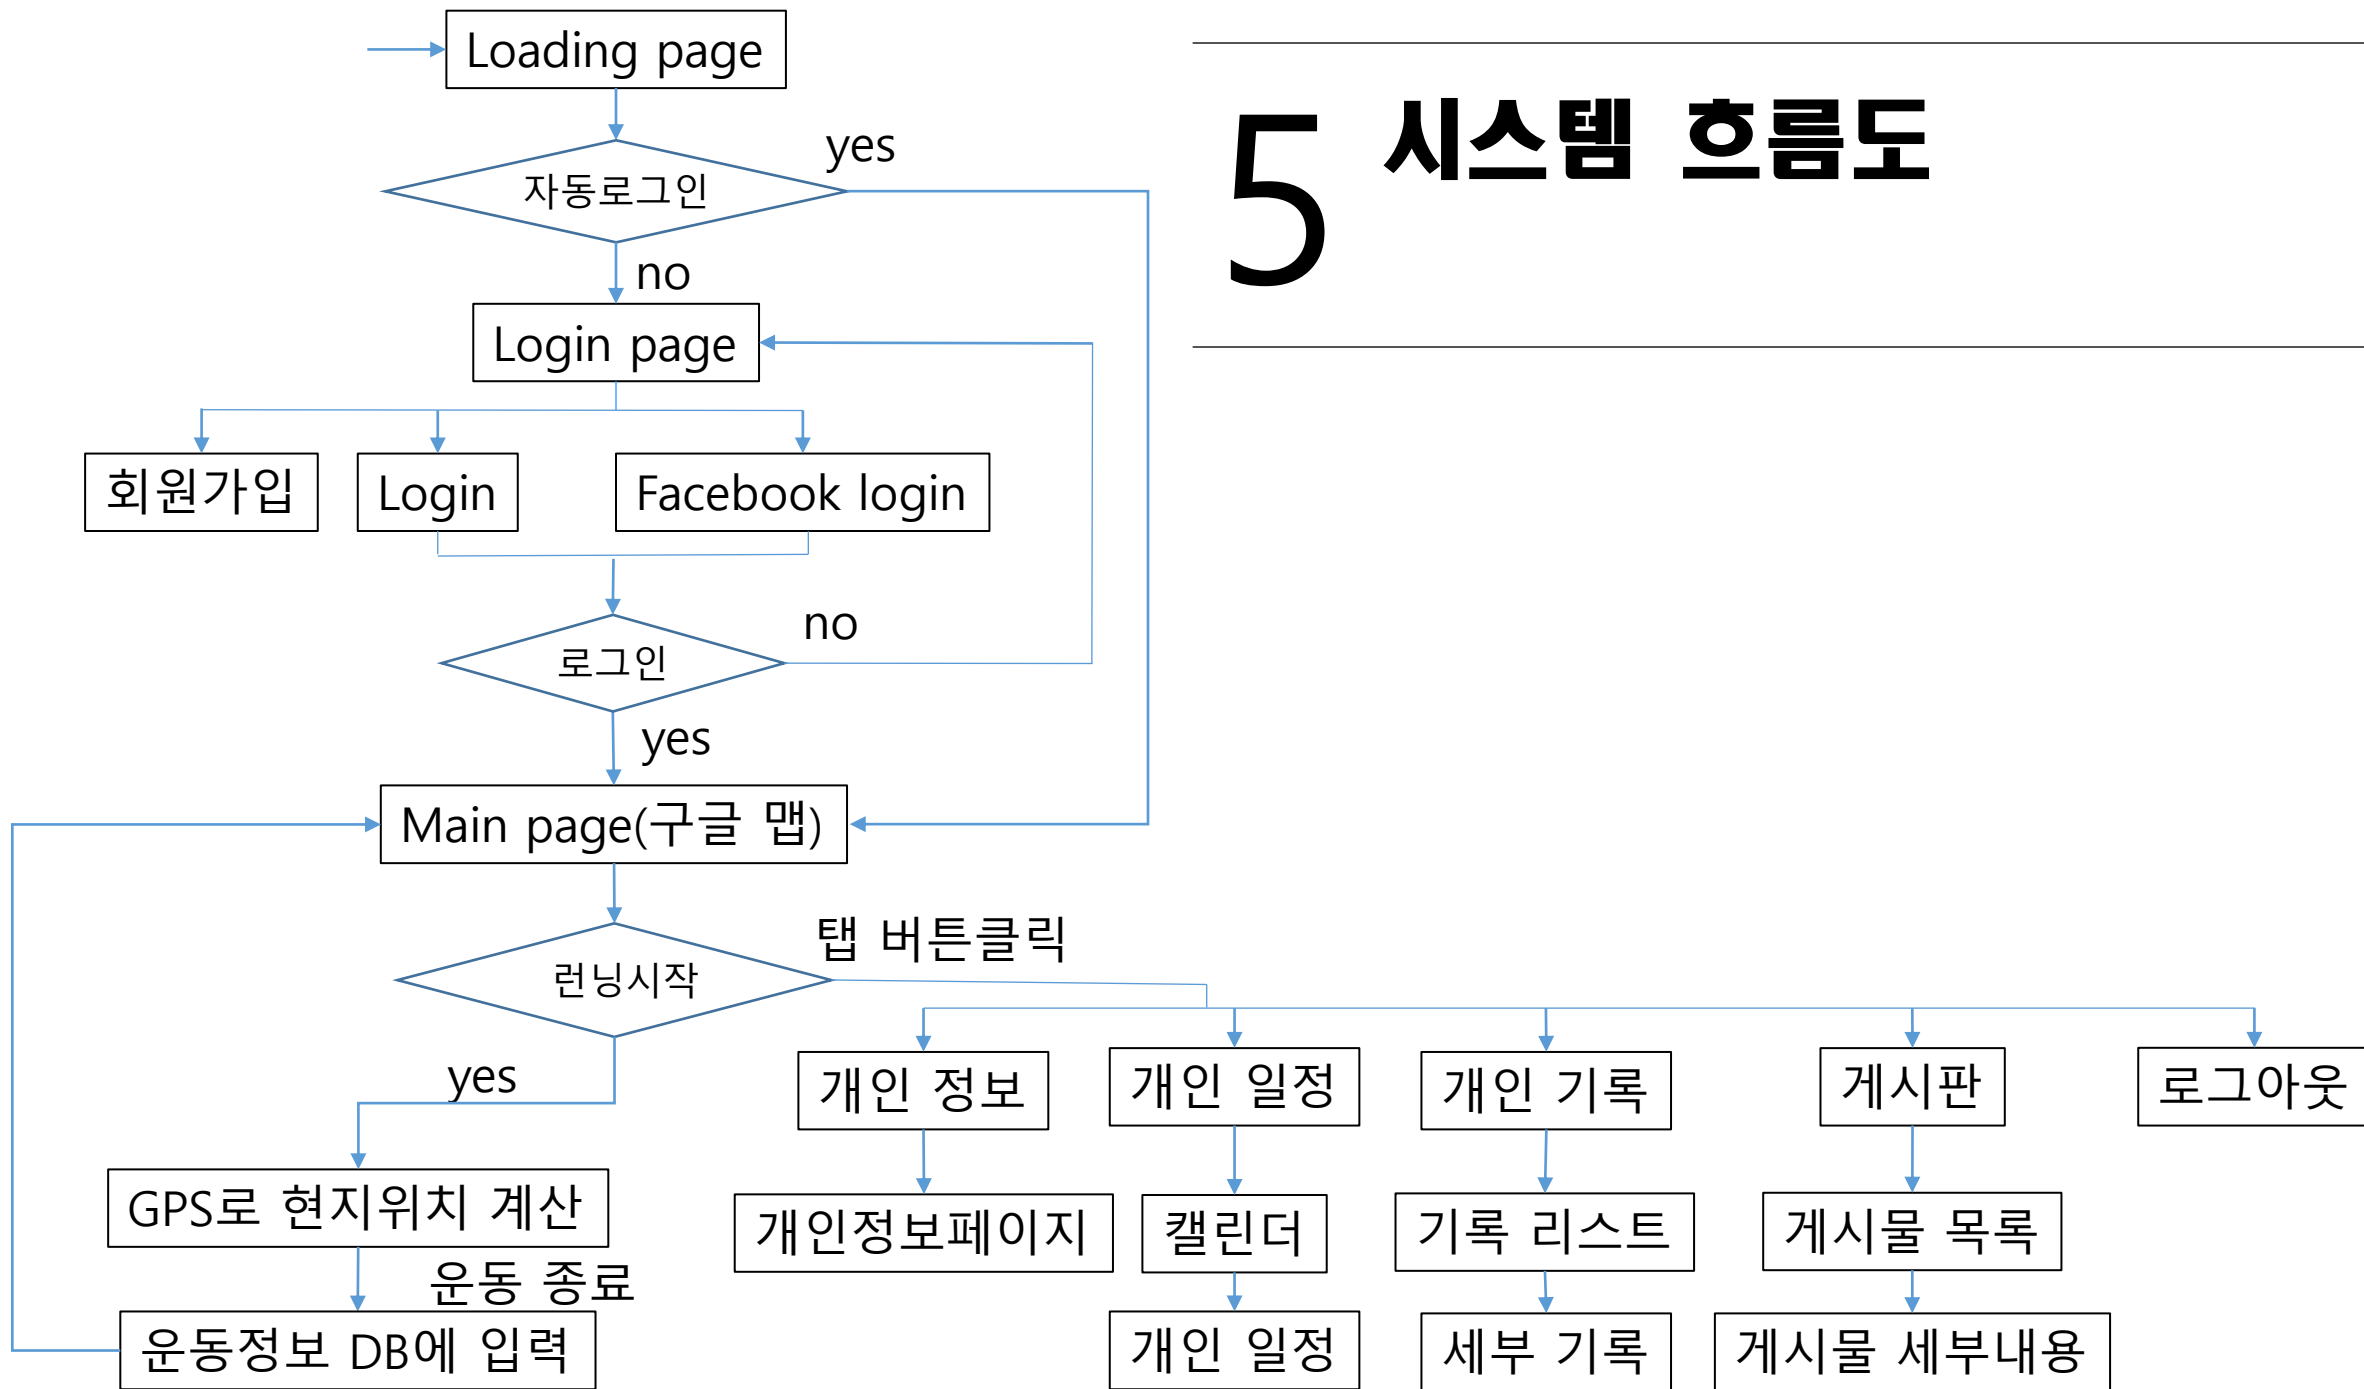 5
시스템 흐름도
Loading page
자동로그인
yes
no
Login page
회원가입
Login
Facebook login
로그인
no
yes
Main page(구글 맵)
런닝시작
탭 버튼클릭
yes
개인 정보
개인 일정
개인 기록
게시판
로그아웃
GPS로 현지위치 계산
개인정보페이지
캘린더
기록 리스트
게시물 목록
운동 종료
운동정보 DB에 입력
개인 일정
세부 기록
게시물 세부내용